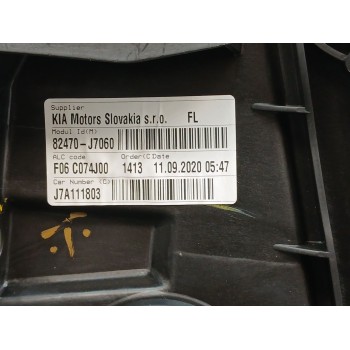 Supplier
KIA Motors Slovakia s.r.o. FL
Modul Id(M)
82470-J7060
ALC code Order(C Date
F06 C074J00 1413 11.09.2020 05:47
Car Number (C)
J7A111803